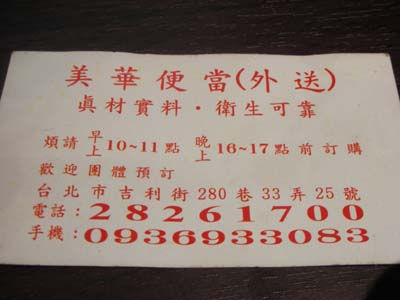 美華便當(外送)
眞材實料·衛生可靠
煩請早上10~11點 晚上16~17點前訂購
歡迎團體預訂
台北市吉利街280巷33弄25號
電話:28261700
手機:0936933083